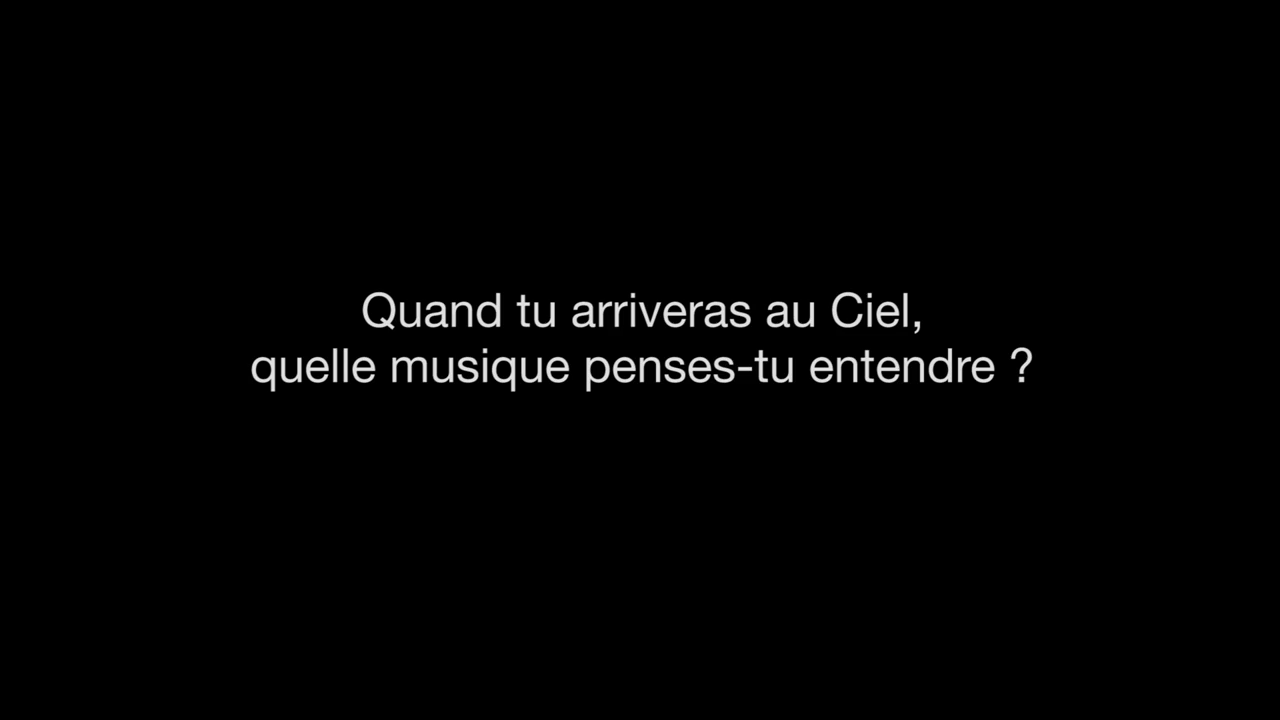 Quand tu arriveras au Ciel,
quelle musique penses-tu entendre ?